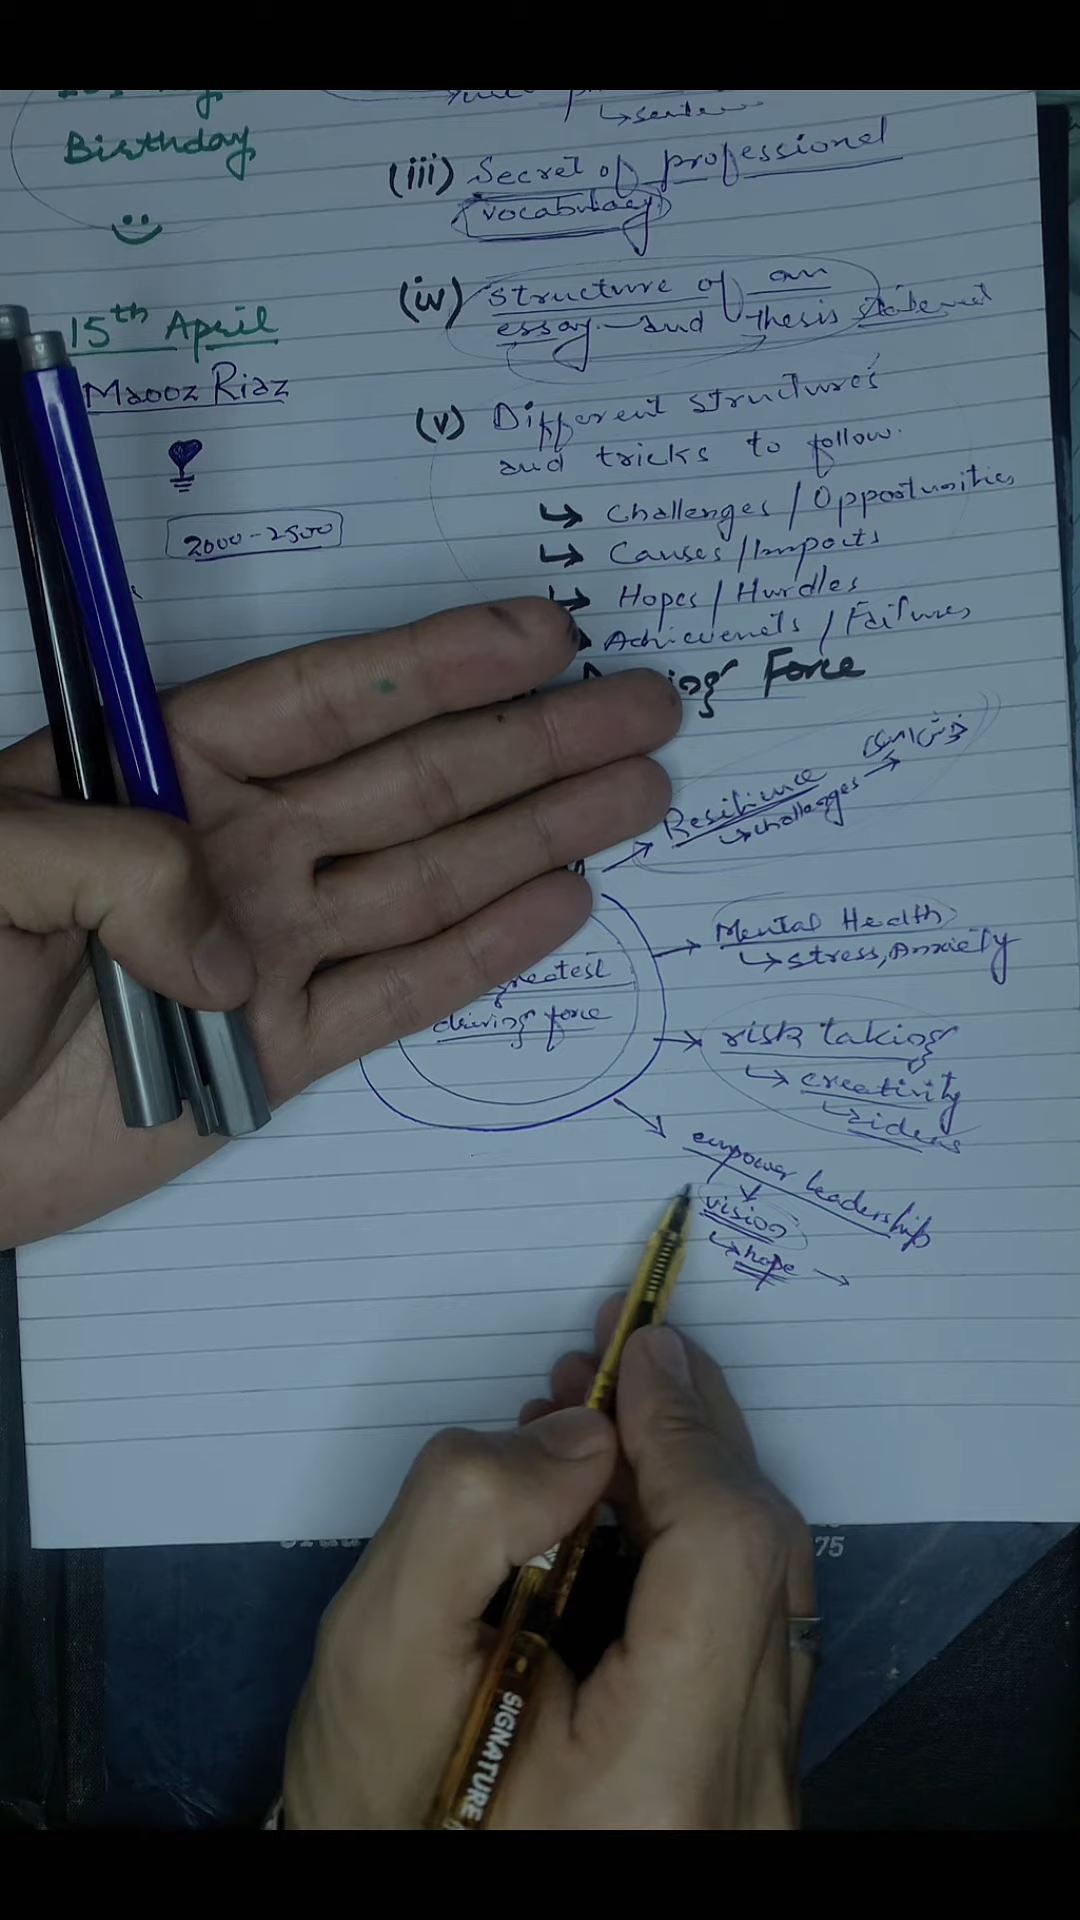 Birthday
15th April
Maooz Riaz
2000-2500
(iii) Secret of professional
vocabulary
(iv) structure of an
essay and thesis statement
(v) Different structures
and tricks to follow.
↳ Challenges / Opportunities
↳ Causes / Impacts
↳ Hopes / Hurdles
Achievements / Failures
Force
Resilience
↳ challenges →
Mental Health
↳ stress, Anxiety
greatest
driving force
risk taking
↳ creativity
↳ ideas
empower leadership
vision
↳ hope →
75
SIGNATURE